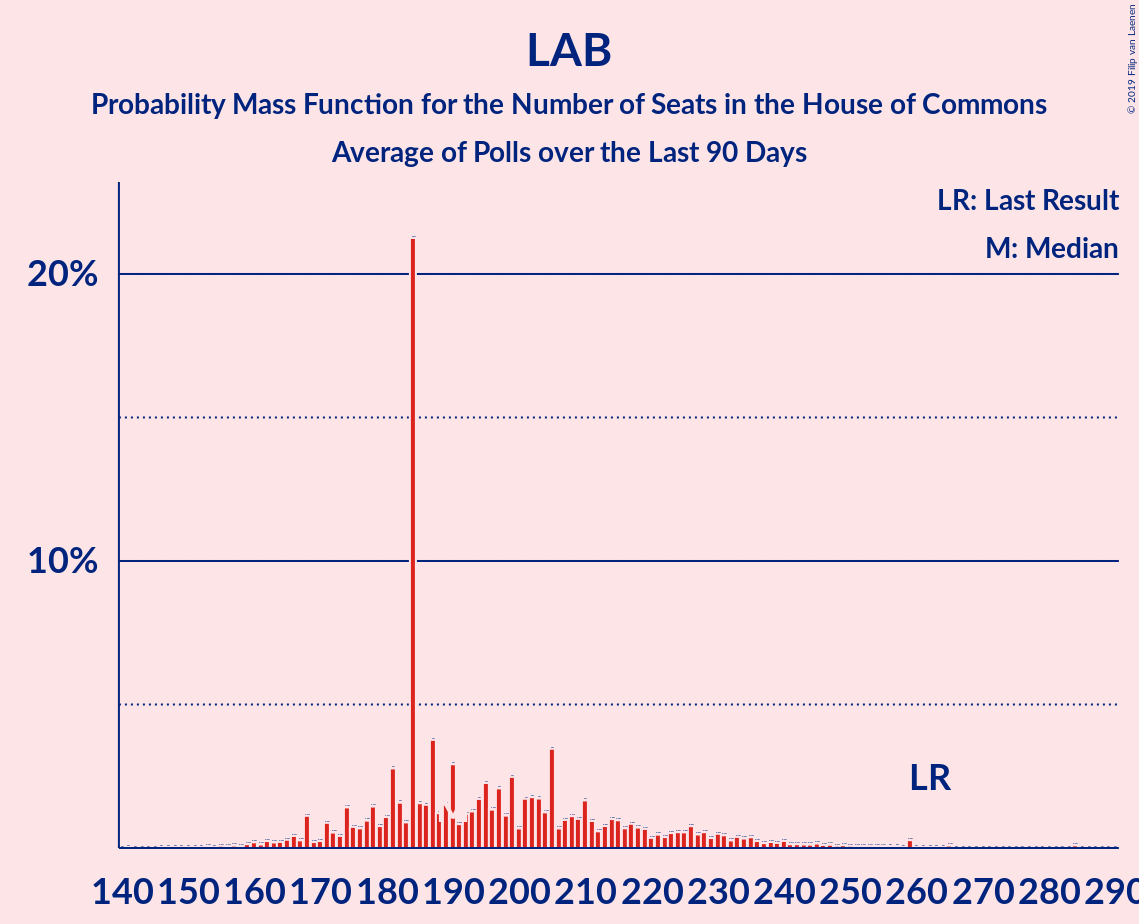 LAB
Probability Mass Function for the Number of Seats in the House of Commons
Average of Polls over the Last 90 Days
© 2019 Filip van Laenen
LR: Last Result
M: Median
20%
10%
M
LR
140 150 160 170 180 190 200 210 220 230 240 250 260 270 280 290